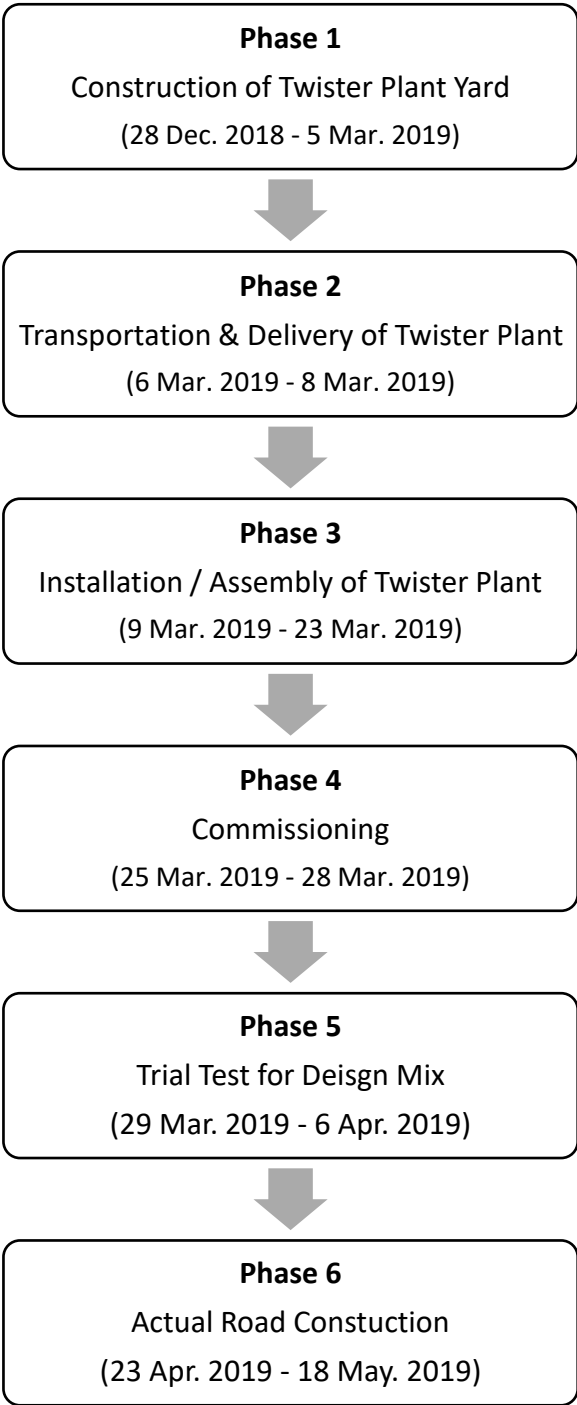 Phase 1
Construction of Twister Plant Yard
(28 Dec. 2018 - 5 Mar. 2019)
Phase 2
Transportation & Delivery of Twister Plant
(6 Mar. 2019 - 8 Mar. 2019)
Phase 3
Installation / Assembly of Twister Plant
(9 Mar. 2019 - 23 Mar. 2019)
Phase 4
Commissioning
(25 Mar. 2019 - 28 Mar. 2019)
Phase 5
Trial Test for Deisgn Mix
(29 Mar. 2019 - 6 Apr. 2019)
Phase 6
Actual Road Constuction
(23 Apr. 2019 - 18 May. 2019)